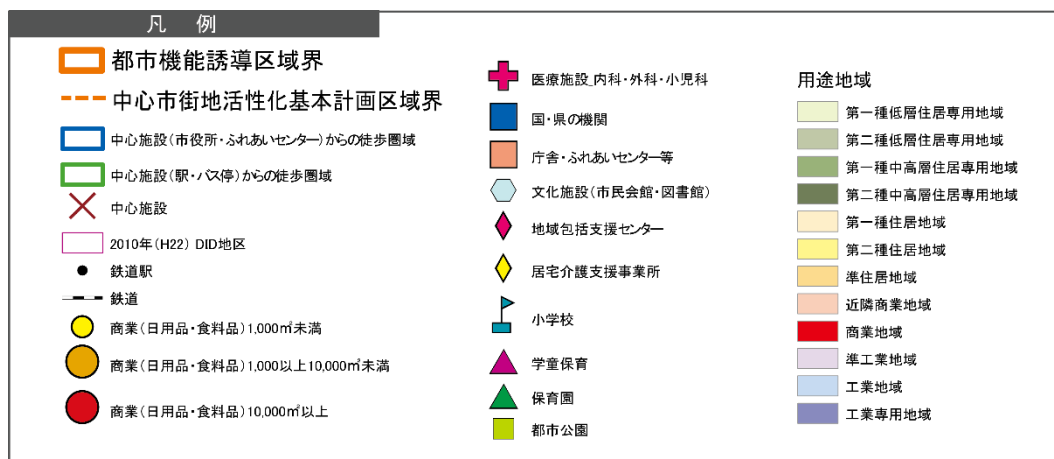 凡 例
都市機能誘導区域界
中心市街地活性化基本計画区域界
中心施設(市役所・ふれあいセンター)からの徒歩圏域
中心施設(駅・バス停)からの徒歩圏域
中心施設
2010年(H22) DID地区
鉄道駅
鉄道
商業(日用品・食料品)1,000㎡未満
商業(日用品・食料品)1,000以上10,000㎡未満
商業(日用品・食料品)10,000㎡以上
医療施設_内科・外科・小児科
国・県の機関
庁舎・ふれあいセンター等
文化施設(市民会館・図書館)
地域包括支援センター
居宅介護支援事業所
小学校
学童保育
保育園
都市公園
用途地域
第一種低層住居専用地域
第二種低層住居専用地域
第一種中高層住居専用地域
第二種中高層住居専用地域
第一種住居地域
第二種住居地域
準住居地域
近隣商業地域
商業地域
準工業地域
工業地域
工業専用地域